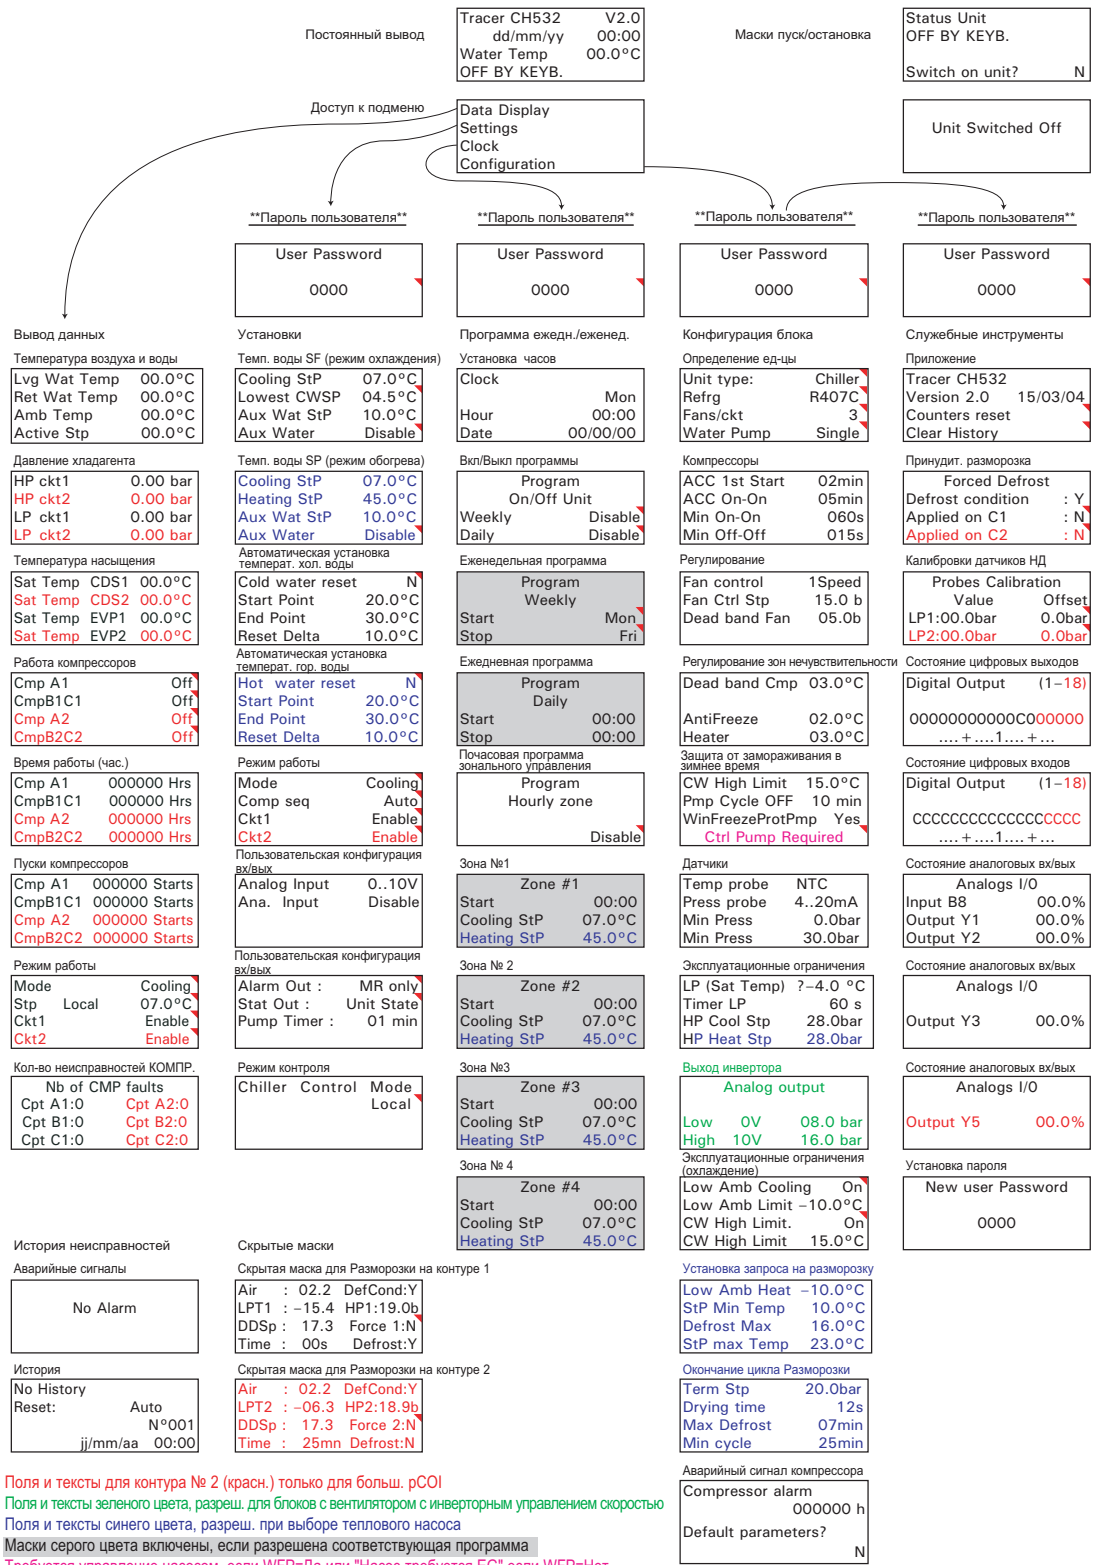 Постоянный вывод
Tracer CH532 V2.0
dd/mm/yy 00:00
Water Temp 00.0°C
OFF BY KEYB.
Маски пуск/остановка
Status Unit
OFF BY KEYB.
Switch on unit? N
Доступ к подменю
Data Display
Settings
Clock
Configuration
Unit Switched Off
**Пароль пользователя**
User Password
0000
**Пароль пользователя**
User Password
0000
**Пароль пользователя**
User Password
0000
**Пароль пользователя**
User Password
0000
Вывод данных
Температура воздуха и воды
Lvg Wat Temp 00.0°C
Ret Wat Temp 00.0°C
Amb Temp 00.0°C
Active Stp 00.0°C
Давление хладагента
HP ckt1 0.00 bar
HP ckt2 0.00 bar
LP ckt1 0.00 bar
LP ckt2 0.00 bar
Температура насыщения
Sat Temp CDS1 00.0°C
Sat Temp CDS2 00.0°C
Sat Temp EVP1 00.0°C
Sat Temp EVP2 00.0°C
Работа компрессоров
Cmp A1 Off
CmpB1C1 Off
Cmp A2 Off
CmpB2C2 Off
Время работы (час.)
Cmp A1 000000 Hrs
CmpB1C1 000000 Hrs
Cmp A2 000000 Hrs
CmpB2C2 000000 Hrs
Пуски компрессоров
Cmp A1 000000 Starts
CmpB1C1 000000 Starts
Cmp A2 000000 Starts
CmpB2C2 000000 Starts
Режим работы
Mode Cooling
Stp Local 07.0°C
Ckt1 Enable
Ckt2 Enable
Кол-во неисправностей КОМПР.
Nb of CMP faults
Cpt A1:0 Cpt A2:0
Cpt B1:0 Cpt B2:0
Cpt C1:0 Cpt C2:0
История неисправностей
Аварийные сигналы
No Alarm
История
No History
Reset: Auto
N°001
jj/mm/aa 00:00
Установки
Темп. воды SF (режим охлаждения)
Cooling StP 07.0°C
Lowest CWSP 04.5°C
Aux Wat StP 10.0°C
Aux Water Disable
Темп. воды SP (режим обогрева)
Cooling StP 07.0°C
Heating StP 45.0°C
Aux Wat StP 10.0°C
Aux Water Disable
Автоматическая установка
температ. хол. воды
Cold water reset N
Start Point 20.0°C
End Point 30.0°C
Reset Delta 10.0°C
Автоматическая установка
температ. гор. воды
Hot water reset N
Start Point 20.0°C
End Point 30.0°C
Reset Delta 10.0°C
Режим работы
Mode Cooling
Comp seq Auto
Ckt1 Enable
Ckt2 Enable
Пользовательская конфигурация
вх/вых
Analog Input 0..10V
Ana. Input Disable
Пользовательская конфигурация
вх/вых
Alarm Out : MR only
Stat Out : Unit State
Pump Timer : 01 min
Режим контроля
Chiller Control Mode
Local
Скрытые маски
Скрытая маска для Разморозки на контуре 1
Air : 02.2 DefCond:Y
LPT1 : –15.4 HP1:19.0b
DDSp : 17.3 Force 1:N
Time : 00s Defrost:Y
Скрытая маска для Разморозки на контуре 2
Air : 02.2 DefCond:Y
LPT2 : –06.3 HP2:18.9b
DDSp : 17.3 Force 2:N
Time : 25mn Defrost:N
Программа ежедн./еженед.
Установка часов
Clock
Mon
Hour 00:00
Date 00/00/00
Вкл/Выкл программы
Program
On/Off Unit
Weekly Disable
Daily Disable
Еженедельная программа
Program
Weekly
Start Mon
Stop Fri
Ежедневная программа
Program
Daily
Start 00:00
Stop 00:00
Почасовая программа
зонального управления
Program
Hourly zone
Disable
Зона №1
Zone #1
Start 00:00
Cooling StP 07.0°C
Heating StP 45.0°C
Зона № 2
Zone #2
Start 00:00
Cooling StP 07.0°C
Heating StP 45.0°C
Зона №3
Zone #3
Start 00:00
Cooling StP 07.0°C
Heating StP 45.0°C
Зона № 4
Zone #4
Start 00:00
Cooling StP 07.0°C
Heating StP 45.0°C
Конфигурация блока
Определение ед-цы
Unit type: Chiller
Refrg R407C
Fans/ckt 3
Water Pump Single
Компрессоры
ACC 1st Start 02min
ACC On-On 05min
Min On-On 060s
Min Off-Off 015s
Регулирование
Fan control 1Speed
Fan Ctrl Stp 15.0 b
Dead band Fan 05.0b
Регулирование зон нечувствительности
Dead band Cmp 03.0°C
AntiFreeze 02.0°C
Heater 03.0°C
Защита от замораживания в
зимнее время
CW High Limit 15.0°C
Pmp Cycle OFF 10 min
WinFreezeProtPmp Yes
Ctrl Pump Required
Датчики
Temp probe NTC
Press probe 4..20mA
Min Press 0.0bar
Min Press 30.0bar
Эксплуатационные ограничения
LP (Sat Temp) ?–4.0 °C
Timer LP 60 s
HP Cool Stp 28.0bar
HP Heat Stp 28.0bar
Выход инвертора
Analog output
Low 0V 08.0 bar
High 10V 16.0 bar
Эксплуатационные ограничения
(охлаждение)
Low Amb Cooling On
Low Amb Limit –10.0°C
CW High Limit. On
CW High Limit 15.0°C
Установка запроса на разморозку
Low Amb Heat –10.0°C
StP Min Temp 10.0°C
Defrost Max 16.0°C
StP max Temp 23.0°C
Окончание цикла Разморозки
Term Stp 20.0bar
Drying time 12s
Max Defrost 07min
Min cycle 25min
Аварийный сигнал компрессора
Compressor alarm
000000 h
Default parameters?
N
Служебные инструменты
Приложение
Tracer CH532
Version 2.0 15/03/04
Counters reset
Clear History
Принудит. разморозка
Forced Defrost
Defrost condition : Y
Applied on C1 : N
Applied on C2 : N
Калибровки датчиков НД
Probes Calibration
Value Offset
LP1:00.0bar 0.0bar
LP2:00.0bar 0.0bar
Состояние цифровых выходов
Digital Output (1–18)
00000000000C000000
....+....1....+...
Состояние цифровых входов
Digital Output (1–18)
CCCCCCCCCCCCCCCCCC
....+....1....+...
Состояние аналоговых вх/вых
Analogs I/0
Input B8 00.0%
Output Y1 00.0%
Output Y2 00.0%
Состояние аналоговых вх/вых
Analogs I/0
Output Y3 00.0%
Состояние аналоговых вх/вых
Analogs I/0
Output Y5 00.0%
Установка пароля
New user Password
0000
Поля и тексты для контура № 2 (красн.) только для больш. pCOI
Поля и тексты зеленого цвета, разреш. для блоков с вентилятором с инверторным управлением скоростью
Поля и тексты синего цвета, разреш. при выборе теплового насоса
Маски серого цвета включены, если разрешена соответствующая программа
Требуется управление насосом, если WFP=Да или "Насос требуется ЕС" если WFP=Нет